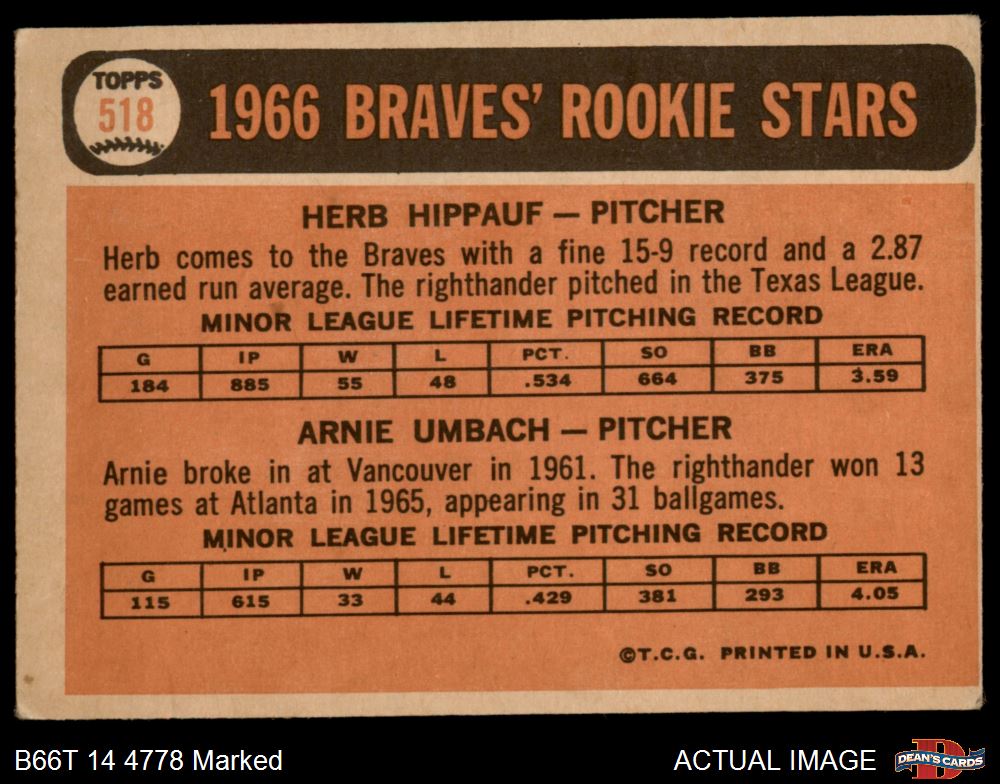 TOPPS
518
1966 BRAVES' ROOKIE STARS
HERB HIPPAUF — PITCHER
Herb comes to the Braves with a fine 15-9 record and a 2.87
earned run average. The righthander pitched in the Texas League.
MINOR LEAGUE LIFETIME PITCHING RECORD
G IP W L PCT. SO BB ERA
184 885 55 48 .534 664 375 3.59
ARNIE UMBACH — PITCHER
Arnie broke in at Vancouver in 1961. The righthander won 13
games at Atlanta in 1965, appearing in 31 ballgames.
MINOR LEAGUE LIFETIME PITCHING RECORD
G IP W L PCT. SO BB ERA
115 615 33 44 .429 381 293 4.05
©T.C.G. PRINTED IN U.S.A.
B66T 14 4778 Marked
ACTUAL IMAGE
D
DEAN'S CARDS